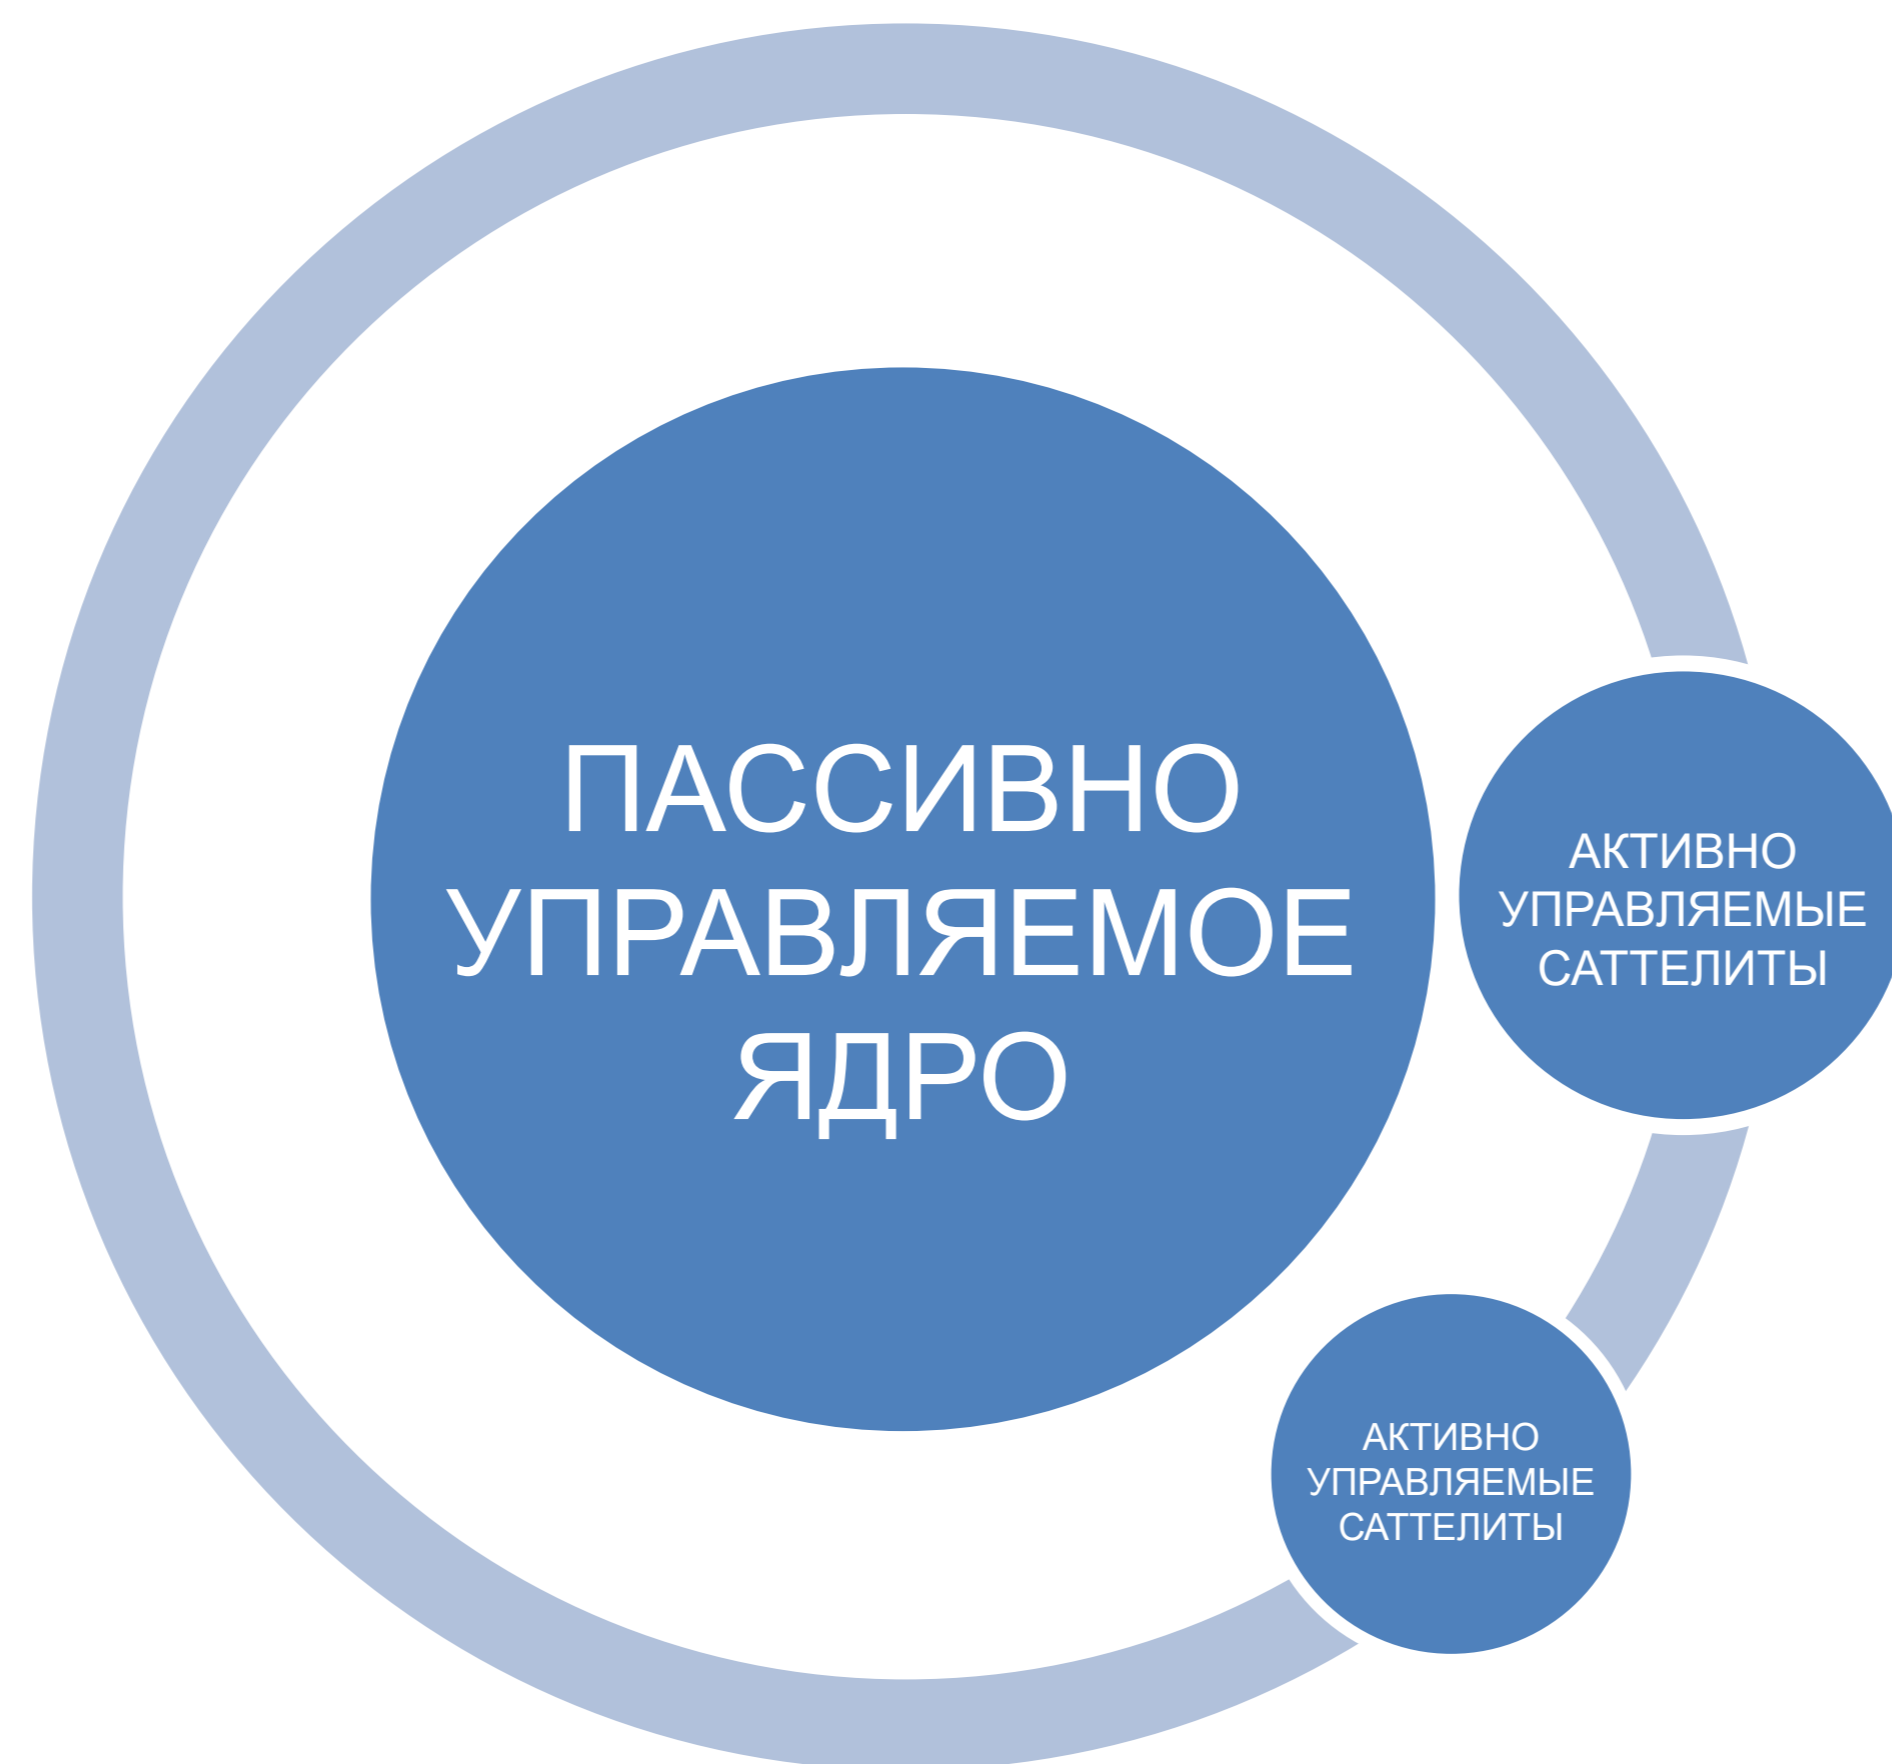 ПАССИВНО
УПРАВЛЯЕМОЕ
ЯДРО
АКТИВНО
УПРАВЛЯЕМЫЕ
САТТЕЛИТЫ
АКТИВНО
УПРАВЛЯЕМЫЕ
САТТЕЛИТЫ